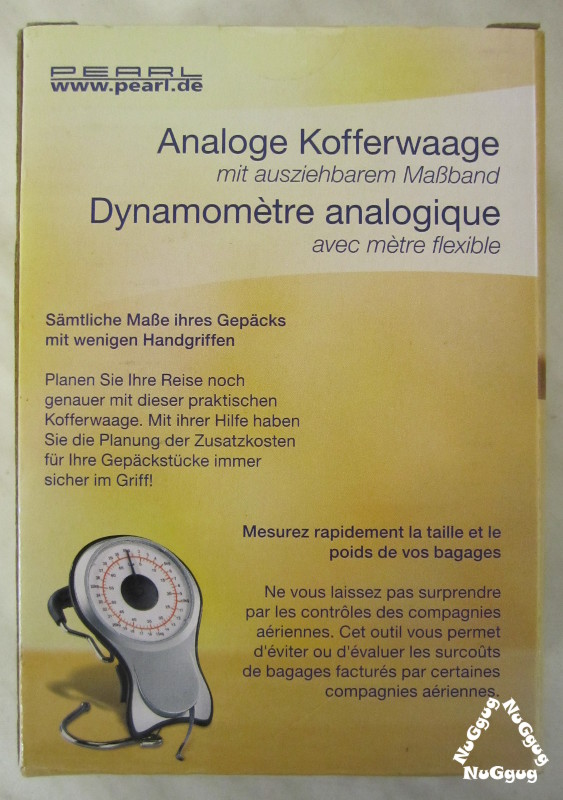 PEARL
www.pearl.de
Analoge Kofferwaage
mit ausziehbarem Maßband
Dynamomètre analogique
avec mètre flexible
Sämtliche Maße ihres Gepäcks
mit wenigen Handgriffen
Planen Sie Ihre Reise noch
genauer mit dieser praktischen
Kofferwaage. Mit ihrer Hilfe haben
Sie die Planung der Zusatzkosten
für Ihre Gepäckstücke immer
sicher im Griff!
Mesurez rapidement la taille et le
poids de vos bagages
Ne vous laissez pas surprendre
par les contrôles des compagnies
aériennes. Cet outil vous permet
d'éviter ou d'évaluer les surcoûts
de bagages facturés par certaines
compagnies aériennes.
NuGgug
NuGgug
NuGgug